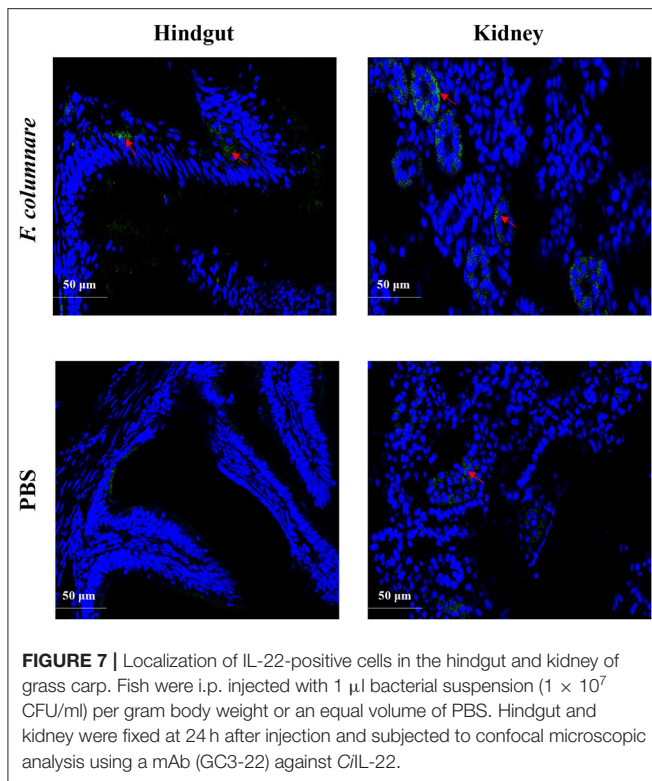 Hindgut
Kidney
F. columnare
50 μm
50 μm
PBS
50 μm
50 μm
FIGURE 7 | Localization of IL-22-positive cells in the hindgut and kidney of
grass carp. Fish were i.p. injected with 1 μl bacterial suspension (1 × 10⁷
CFU/ml) per gram body weight or an equal volume of PBS. Hindgut and
kidney were fixed at 24 h after injection and subjected to confocal microscopic
analysis using a mAb (GC3-22) against CiIL-22.